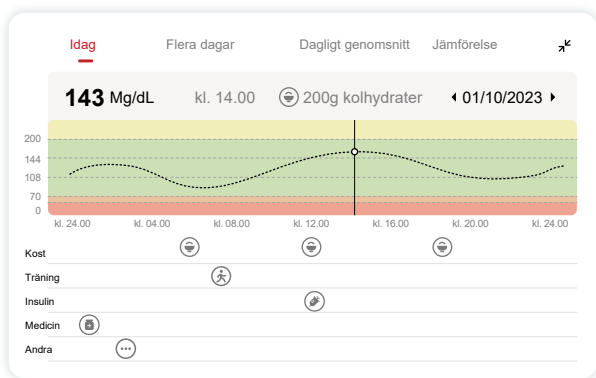 Idag Flera dagar Dagligt genomsnitt Jämförelse
143 Mg/dL kl. 14.00 200g kolhydrater 01/10/2023
200
144
108
70
0
kl. 24.00 kl. 04.00 kl. 08.00 kl. 12.00 kl. 16.00 kl. 20.00 kl. 24.00
Kost
Träning
Insulin
Medicin
Andra